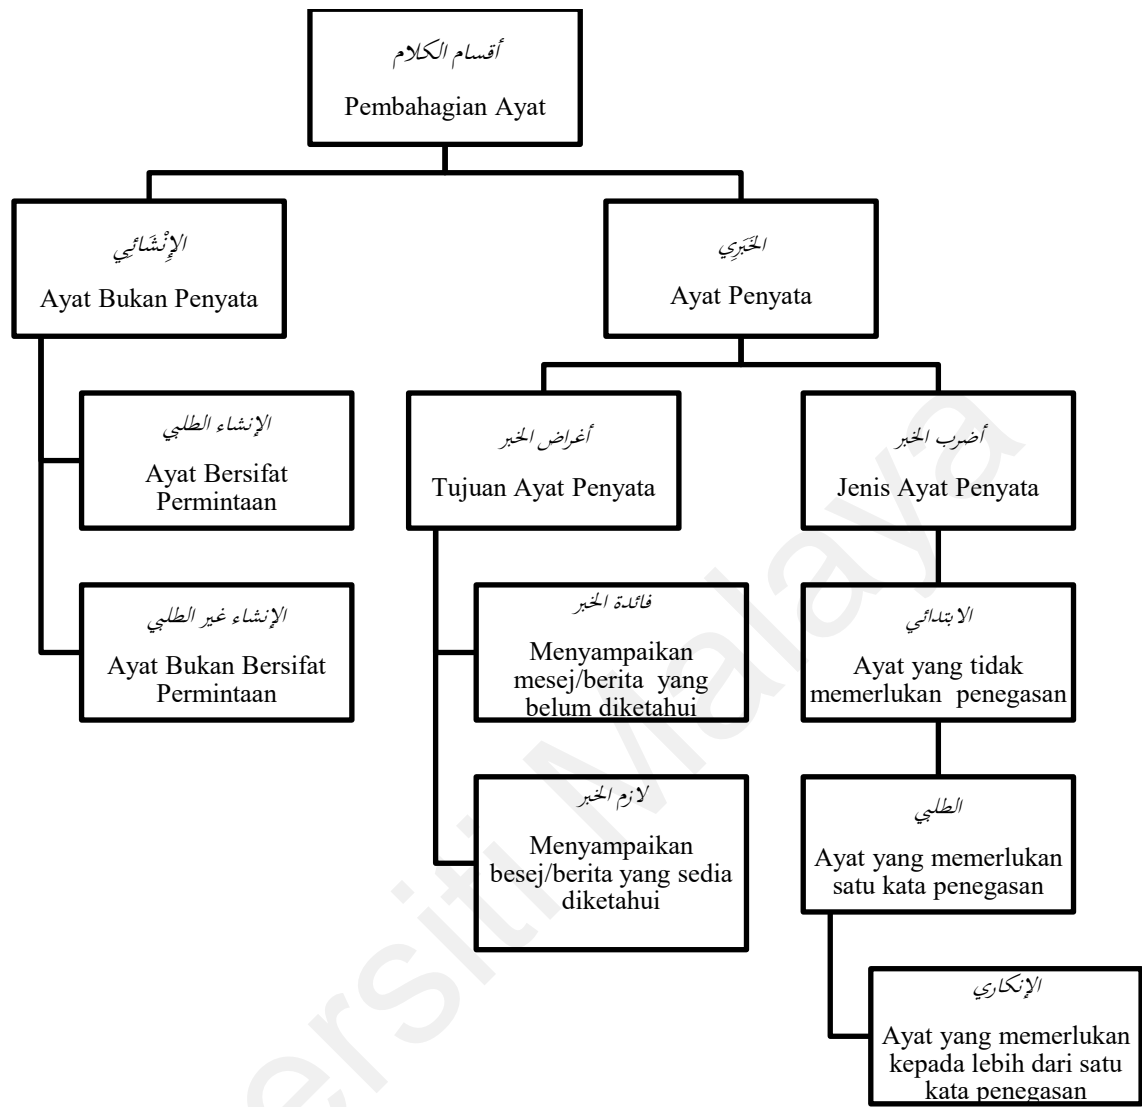 أقسام الكلام
Pembahagian Ayat
الإِنْشَائِي
Ayat Bukan Penyata
الخَبَرِي
Ayat Penyata
الإنشاء الطلبي
Ayat Bersifat
Permintaan
أغراض الخبر
Tujuan Ayat Penyata
أضرب الخبر
Jenis Ayat Penyata
الإنشاء غير الطلبي
Ayat Bukan Bersifat
Permintaan
فائدة الخبر
Menyampaikan
mesej/berita yang
belum diketahui
الابتدائي
Ayat yang tidak
memerlukan penegasan
لازم الخبر
Menyampaikan
besej/berita yang sedia
diketahui
الطلبي
Ayat yang memerlukan
satu kata penegasan
الإنكاري
Ayat yang memerlukan
kepada lebih dari satu
kata penegasan
ersiti Malaya